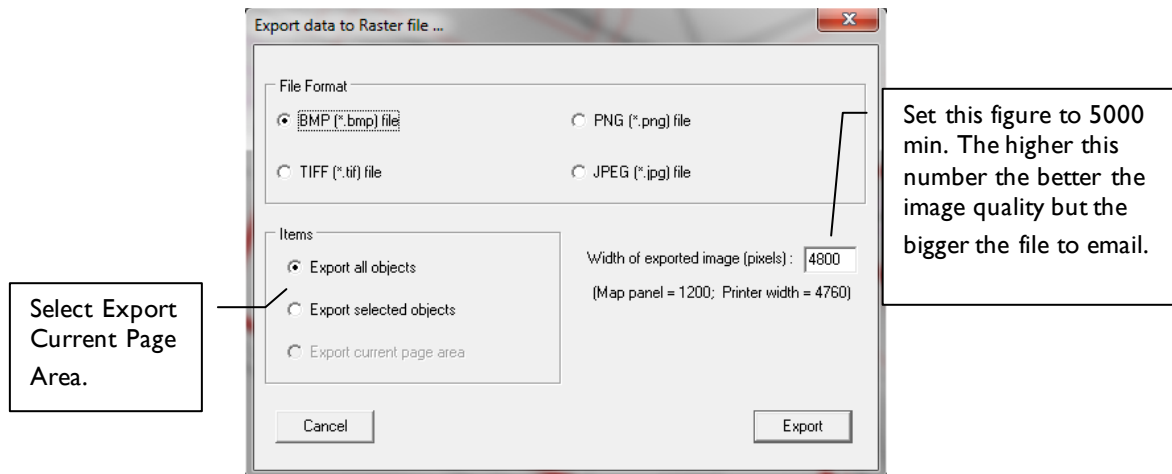 Export data to Raster file ...
File Format
BMP (*.bmp) file
PNG (*.png) file
TIFF (*.tif) file
JPEG (*.jpg) file
Set this figure to 5000
min. The higher this
number the better the
image quality but the
bigger the file to email.
Items
Export all objects
Export selected objects
Export current page area
Width of exported image (pixels) : 4800
(Map panel = 1200; Printer width = 4760)
Select Export
Current Page
Area.
Cancel
Export